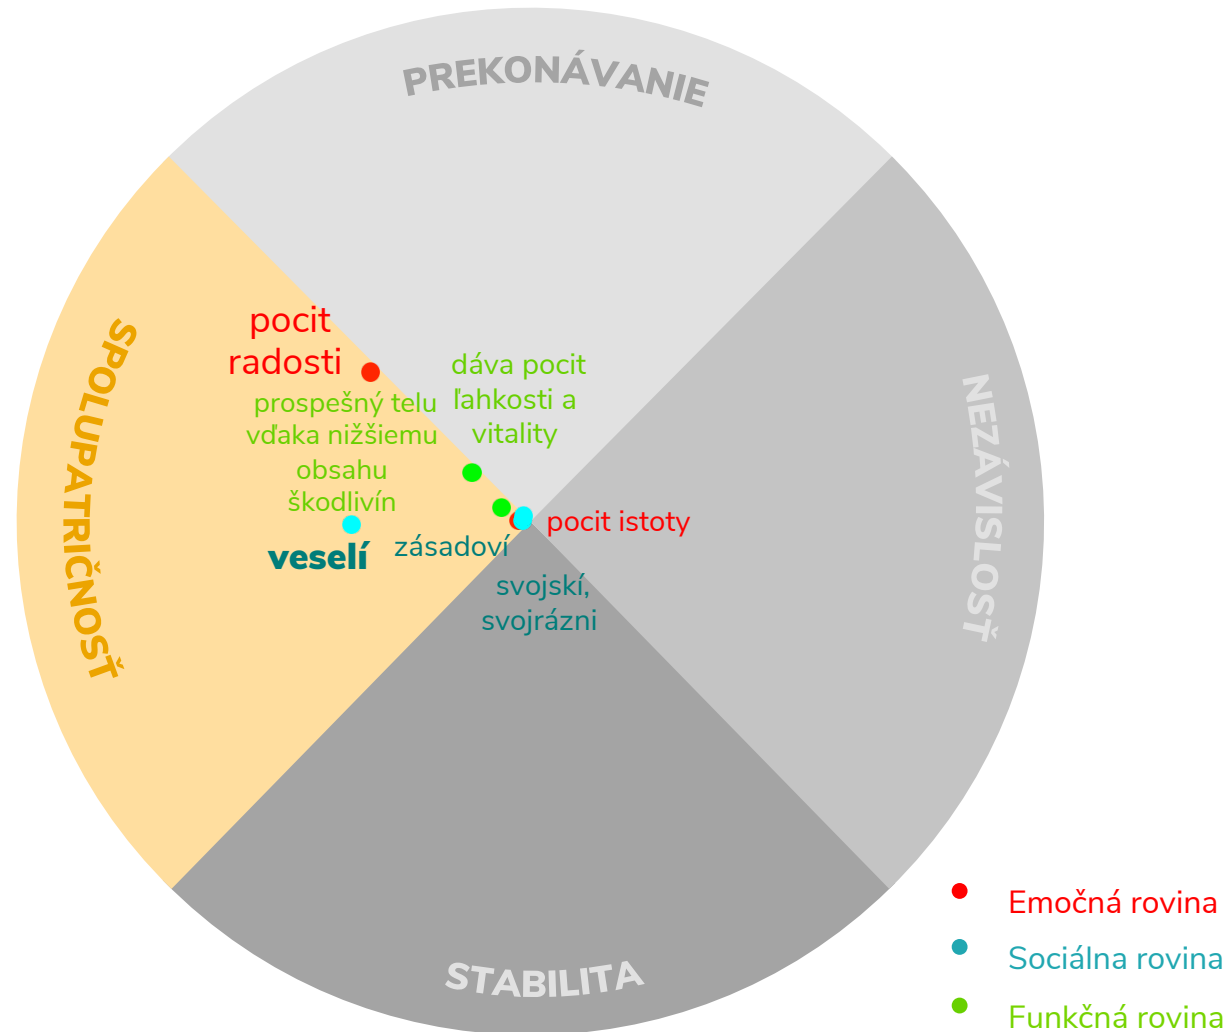 PREKONÁVANIE
SPOLUPATRIČNOSŤ
NEZÁVISLOSŤ
STABILITA
pocit
radosti
dáva pocit
ľahkosti a
vitality
prospešný telu
vďaka nižšiemu
obsahu
škodlivín
veselí
zásadoví
pocit istoty
svojskí,
svojrázni
Emočná rovina
Sociálna rovina
Funkčná rovina